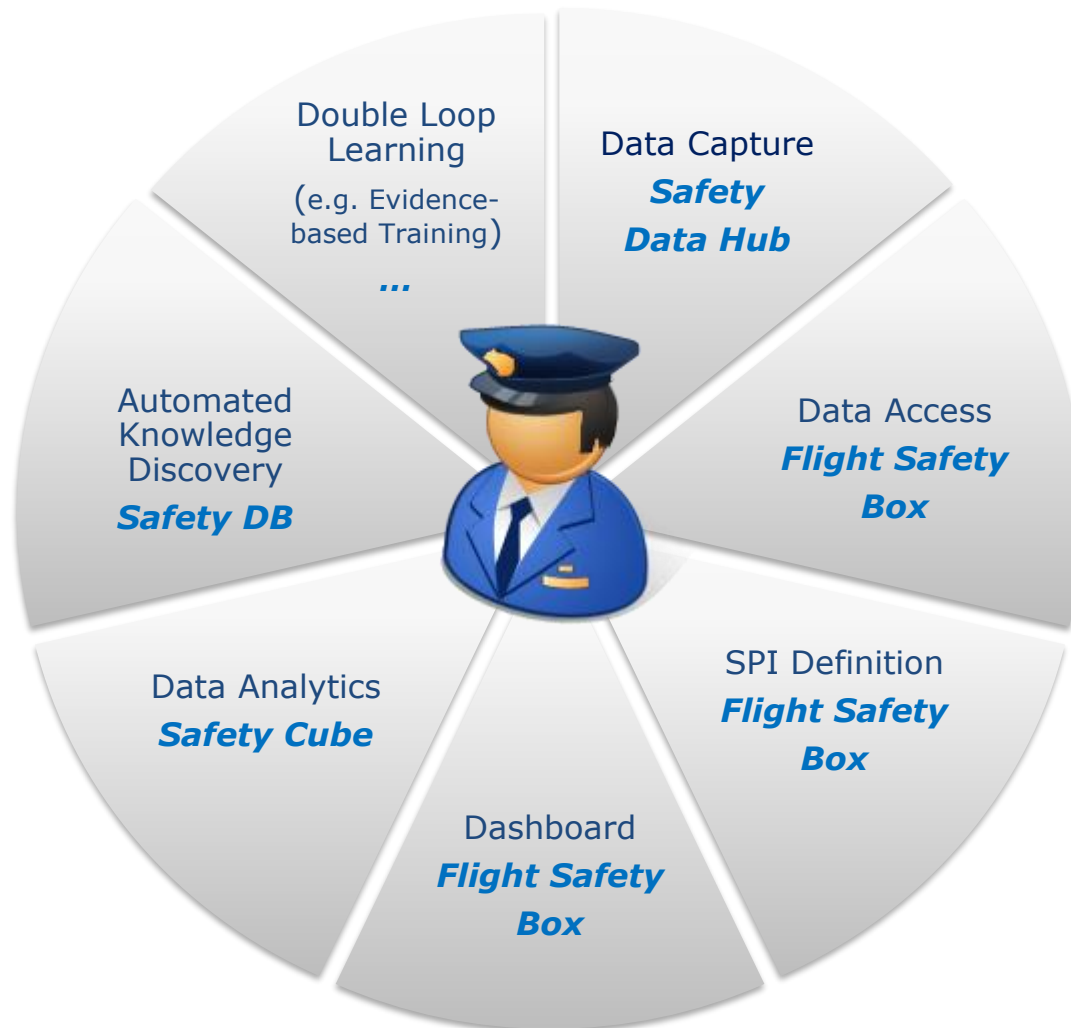 Double Loop
Learning
(e.g. Evidence-
based Training)
...
Data Capture
Safety
Data Hub
Data Access
Flight Safety
Box
SPI Definition
Flight Safety
Box
Dashboard
Flight Safety
Box
Data Analytics
Safety Cube
Automated
Knowledge
Discovery
Safety DB